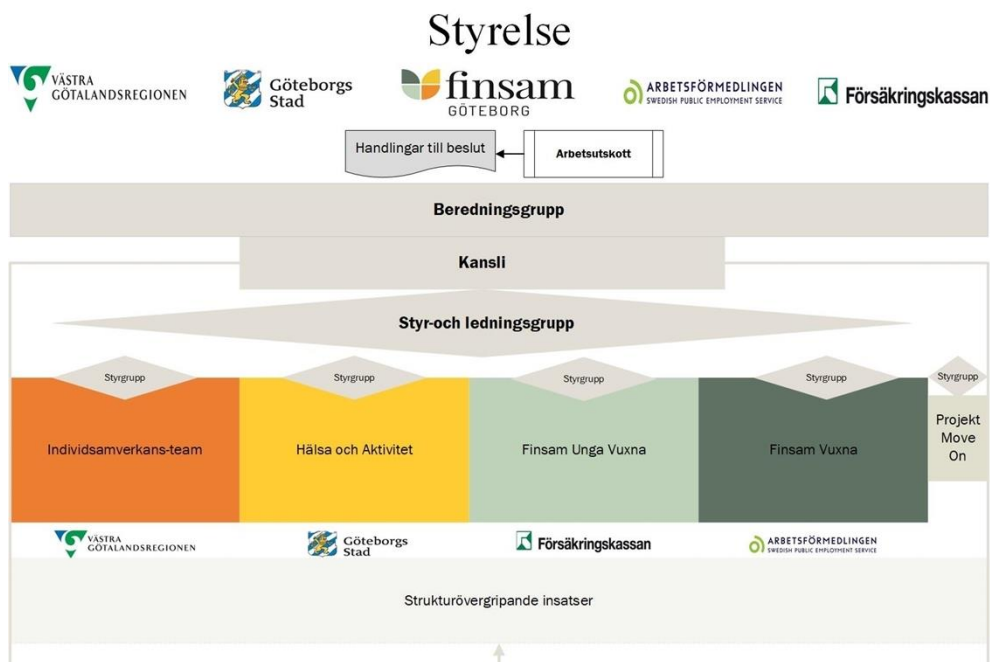 Styrelse
VÄSTRA
GÖTALANDSREGIONEN
Göteborgs
Stad
finsam
GÖTEBORG
ARBETSFÖRMEDLINGEN
SWEDISH PUBLIC EMPLOYMENT SERVICE
Försäkringskassan
Handlingar till beslut
Arbetsutskott
Beredningsgrupp
Kansli
Styr-och ledningsgrupp
Styrgrupp
Styrgrupp
Styrgrupp
Styrgrupp
Styrgrupp
Individsamverkans-team
Hälsa och Aktivitet
Finsam Unga Vuxna
Finsam Vuxna
Projekt
Move
On
VÄSTRA
GÖTALANDSREGIONEN
Göteborgs
Stad
Försäkringskassan
ARBETSFÖRMEDLINGEN
SWEDISH PUBLIC EMPLOYMENT SERVICE
Strukturövergripande insatser